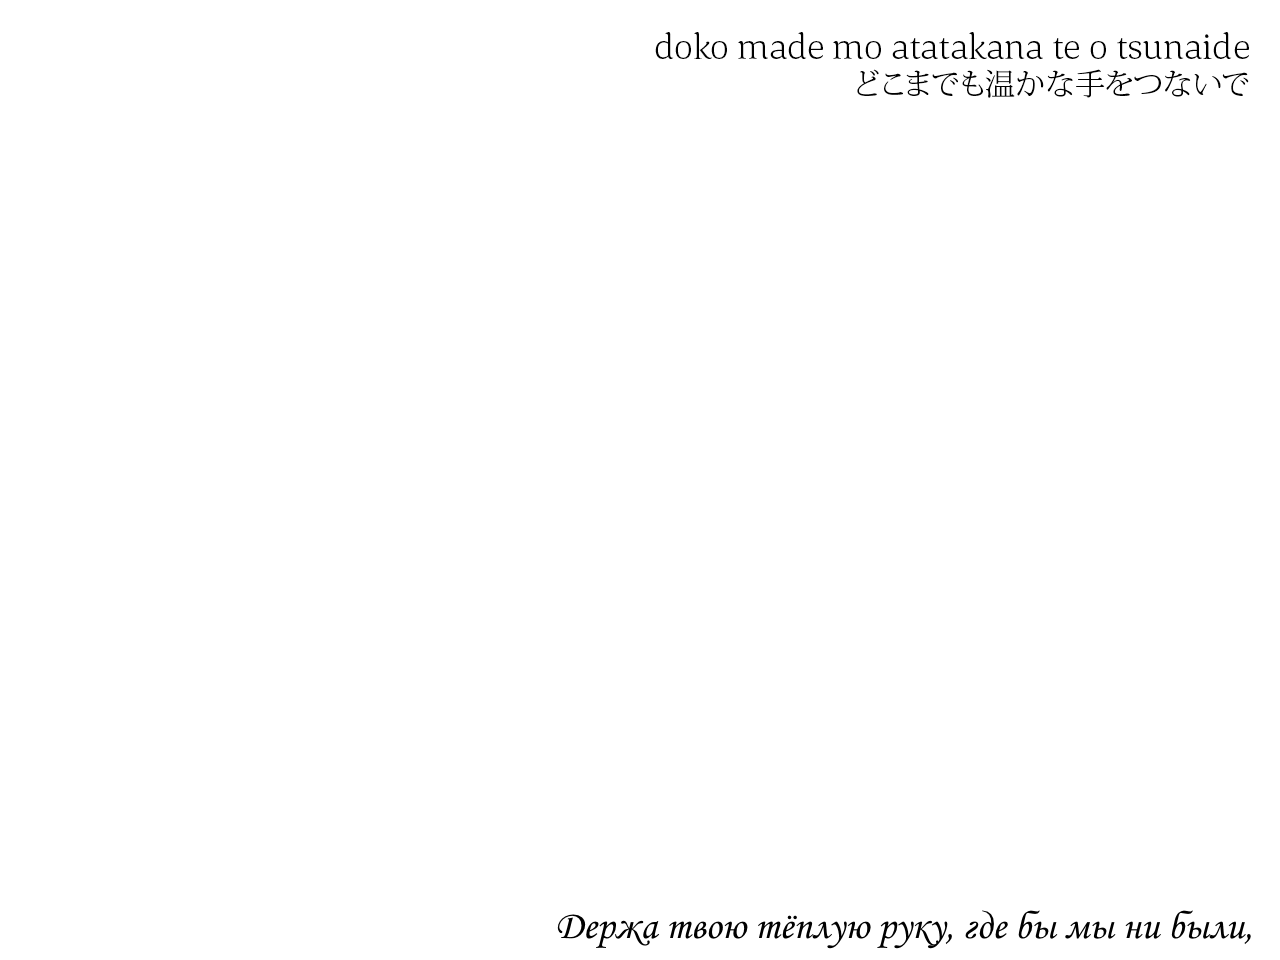 doko made mo atatakana te o tsunaide
どこまでも温かな手をつないで
Держа твою тёплую руку, где бы мы ни были,